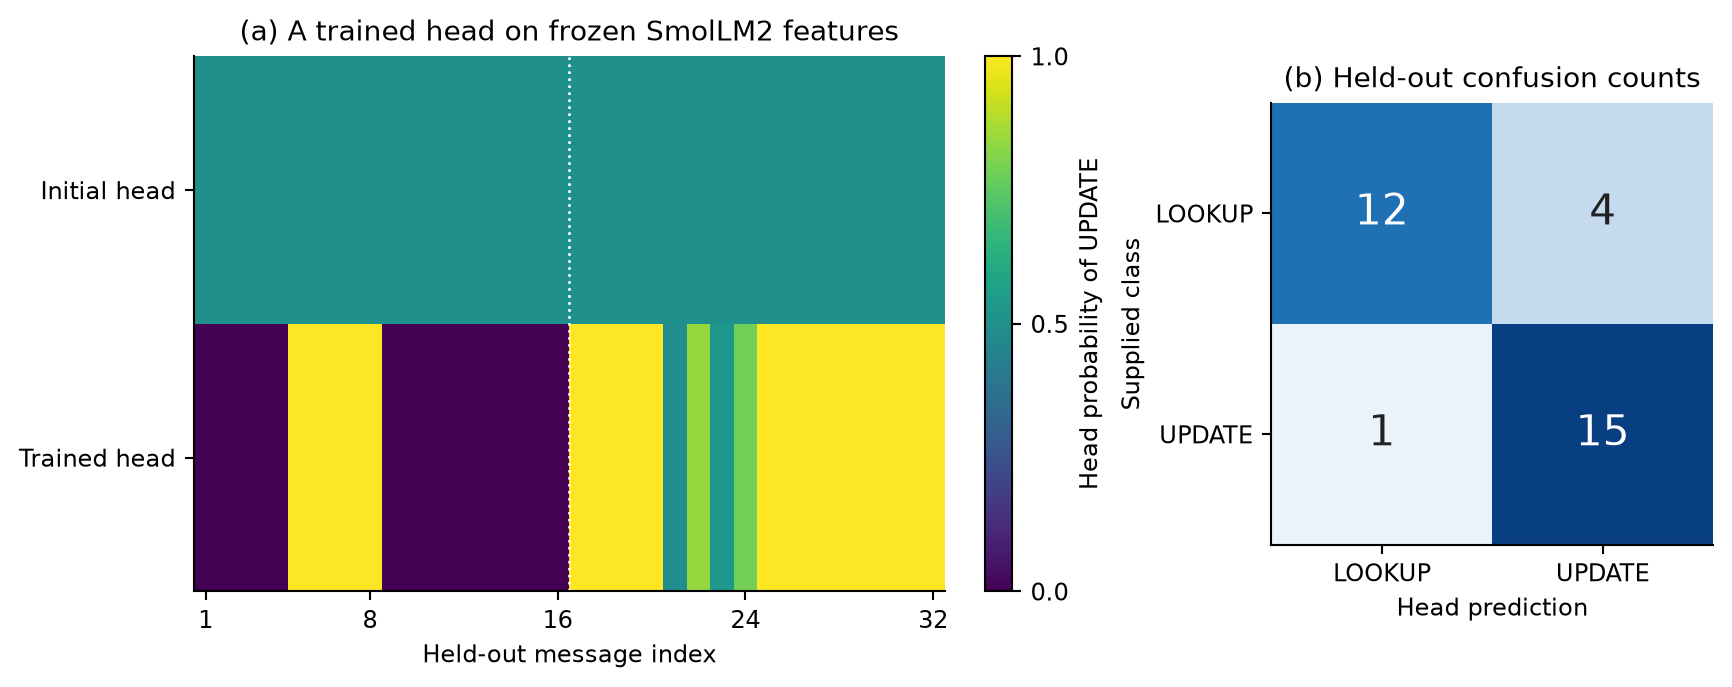 (a) A trained head on frozen SmolLM2 features
Initial head
Trained head
1
8
16
24
32
Held-out message index
1.0
0.5
0.0
Head probability of UPDATE
(b) Held-out confusion counts
Supplied class
LOOKUP
UPDATE
12
4
1
15
LOOKUP
UPDATE
Head prediction